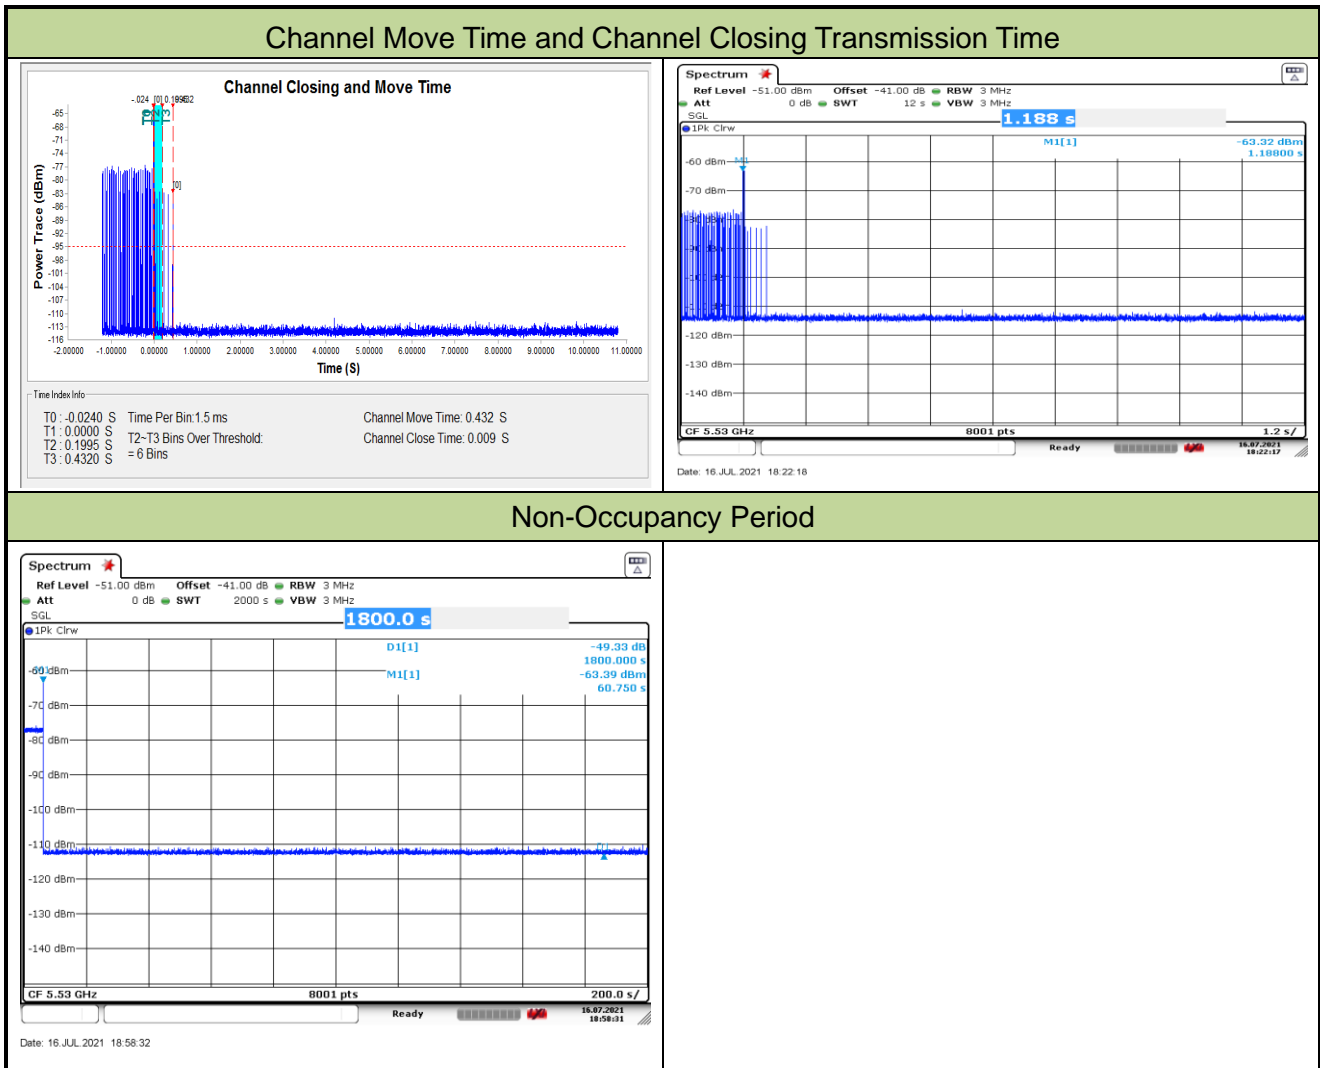 Channel Move Time and Channel Closing Transmission Time
Channel Closing and Move Time
-.024 [0] 0.1995
T2 T3
[0]
Power Trace (dBm)
-65
-68
-71
-74
-77
-80
-83
-86
-89
-92
-95
-98
-101
-104
-107
-110
-113
-116
-2.00000 -1.00000 0.00000 1.00000 2.00000 3.00000 4.00000 5.00000 6.00000 7.00000 8.00000 9.00000 10.00000 11.00000
Time (S)
Time Index Info
T0 : -0.0240 S Time Per Bin:1.5 ms Channel Move Time: 0.432 S
T1 : 0.0000 S
T2 : 0.1995 S T2~T3 Bins Over Threshold: Channel Close Time: 0.009 S
T3 : 0.4320 S = 6 Bins
Spectrum
Ref Level -51.00 dBm Offset -41.00 dB RBW 3 MHz
Att 0 dB SWT 12 s VBW 3 MHz
SGL 1.188 s
1Pk Clrw
M1[1] -63.32 dBm
1.18800 s
-60 dBm M1
-70 dBm
-80 dBm
-90 dBm
-120 dBm
-130 dBm
-140 dBm
CF 5.53 GHz 8001 pts 1.2 s/
Ready 16.07.2021
18:22:17
Date: 16.JUL.2021 18:22:18
Non-Occupancy Period
Spectrum
Ref Level -51.00 dBm Offset -41.00 dB RBW 3 MHz
Att 0 dB SWT 2000 s VBW 3 MHz
SGL 1800.0 s
1Pk Clrw
D1[1] -49.33 dB
1800.000 s
M1[1] -63.39 dBm
60.750 s
-60 dBm
-70 dBm
-80 dBm
-90 dBm
-100 dBm
-110 dBm
-120 dBm
-130 dBm
-140 dBm
CF 5.53 GHz 8001 pts 200.0 s/
Ready 16.07.2021
18:58:31
Date: 16.JUL.2021 18:58:32